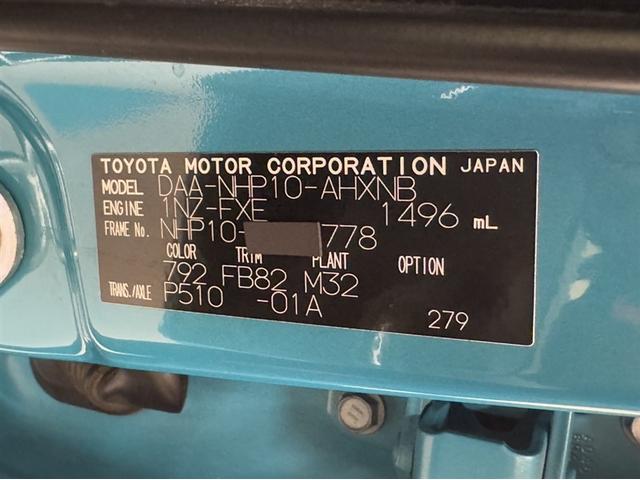 TOYOTA MOTOR CORPORATION JAPAN
MODEL DAA-NHP10-AHXNB
ENGINE 1NZ-FXE 1496 mL
FRAME No. NHP10- 778
COLOR TRIM PLANT OPTION
792 FB82 M32
TRANS./AXLE P510 -01A
279